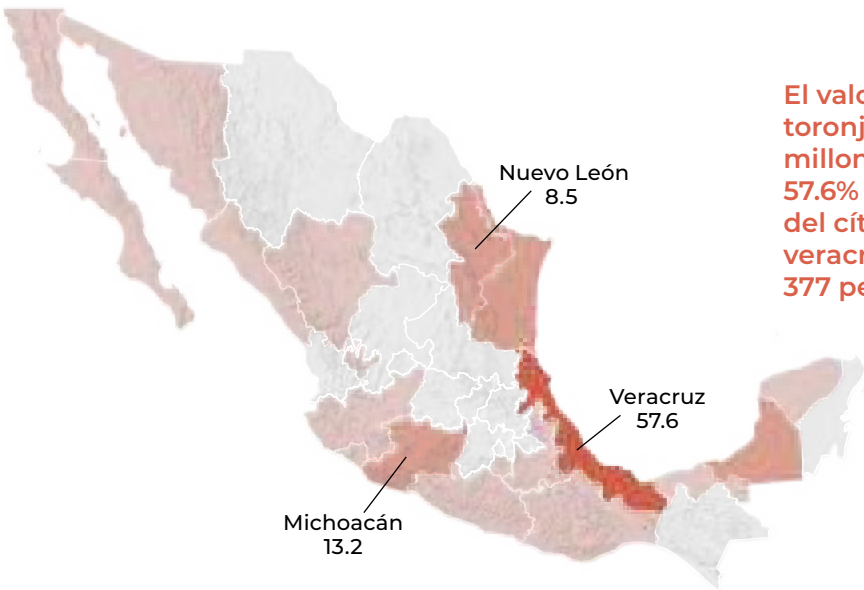 El valo
toronj
millon
57.6%
del cít
veracr
377 pe
Nuevo León
8.5
Veracruz
57.6
Michoacán
13.2